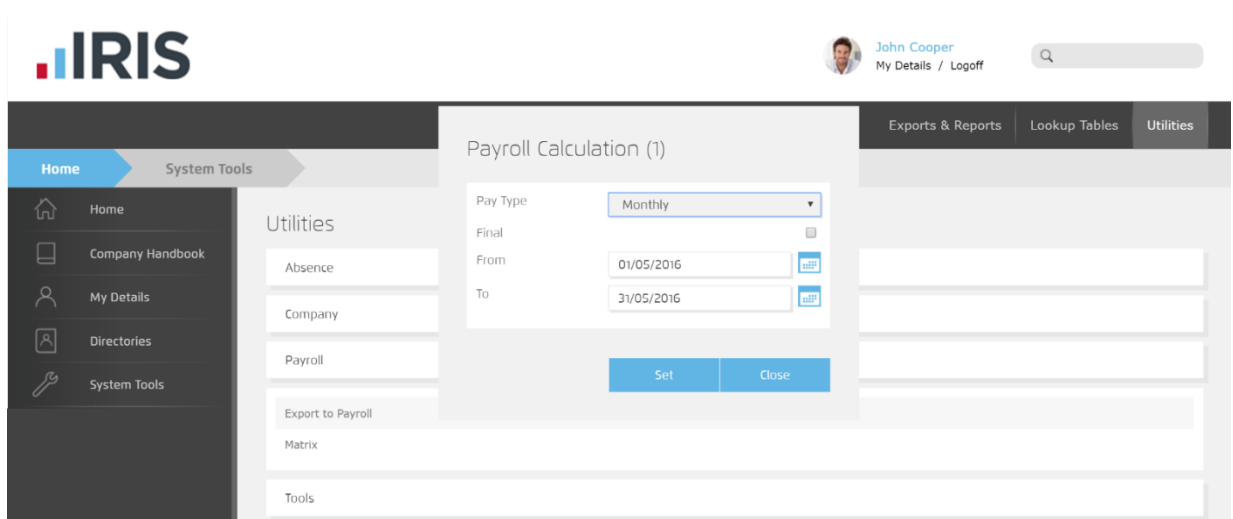 IRIS
John Cooper
My Details / Logoff
Exports & Reports
Lookup Tables
Utilities
Home
System Tools
Home
Company Handbook
My Details
Directories
System Tools
Utilities
Absence
Company
Payroll
Export to Payroll
Matrix
Tools
Payroll Calculation (1)
Pay Type
Monthly
Final
From
01/05/2016
To
31/05/2016
Set
Close